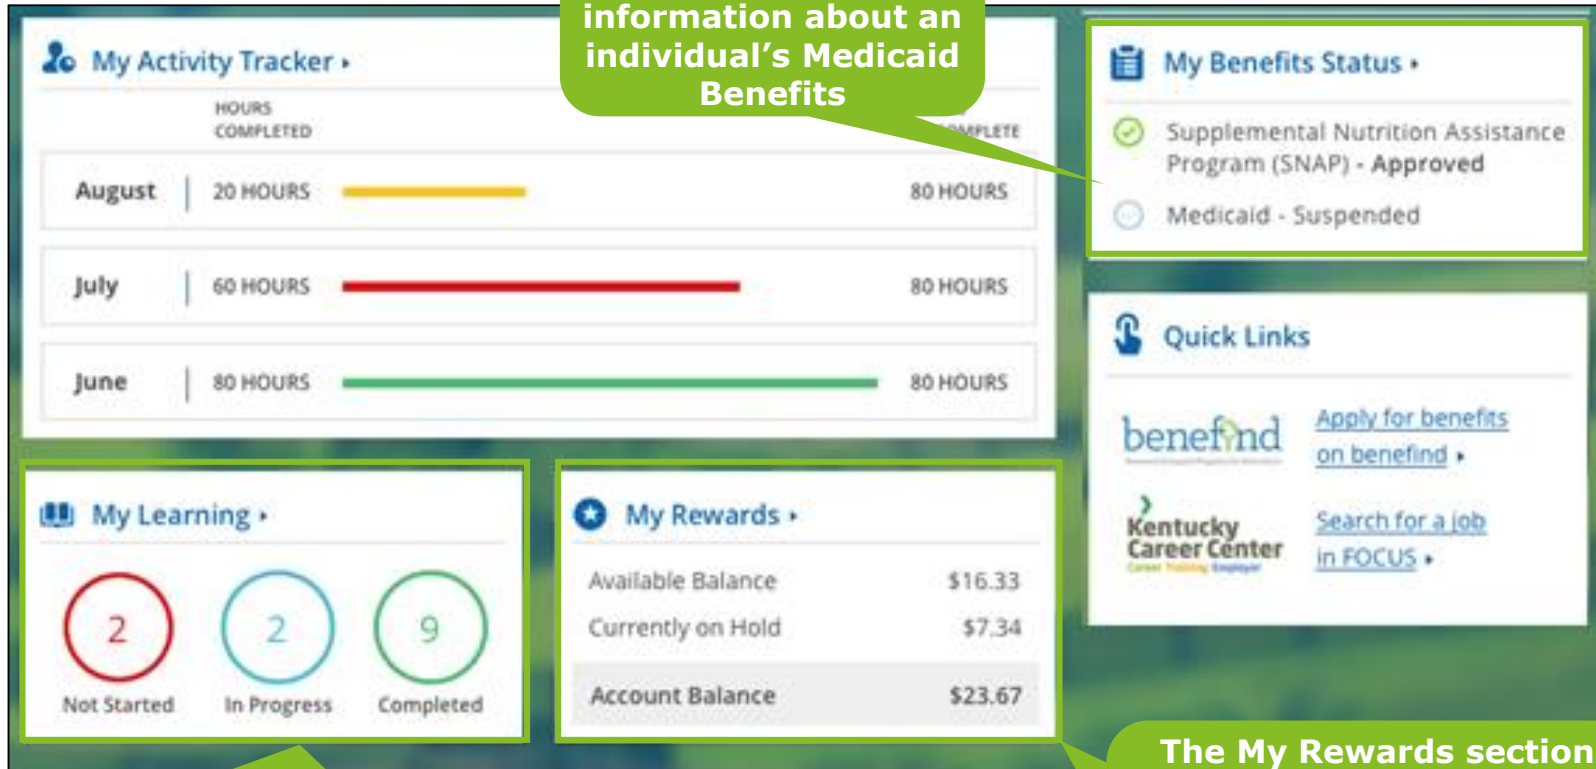 information about an
individual's Medicaid
Benefits
My Activity Tracker
HOURS
COMPLETED
August
20 HOURS
80 HOURS
July
60 HOURS
80 HOURS
June
80 HOURS
80 HOURS
My Benefits Status
Supplemental Nutrition Assistance
Program (SNAP) - Approved
Medicaid - Suspended
Quick Links
benefind
Apply for benefits
on benefind
Kentucky
Career Center
Career Training Employer
Search for a job
in FOCUS
My Learning
2
2
9
Not Started
In Progress
Completed
My Rewards
Available Balance
$16.33
Currently on Hold
$7.34
Account Balance
$23.67
The My Rewards section